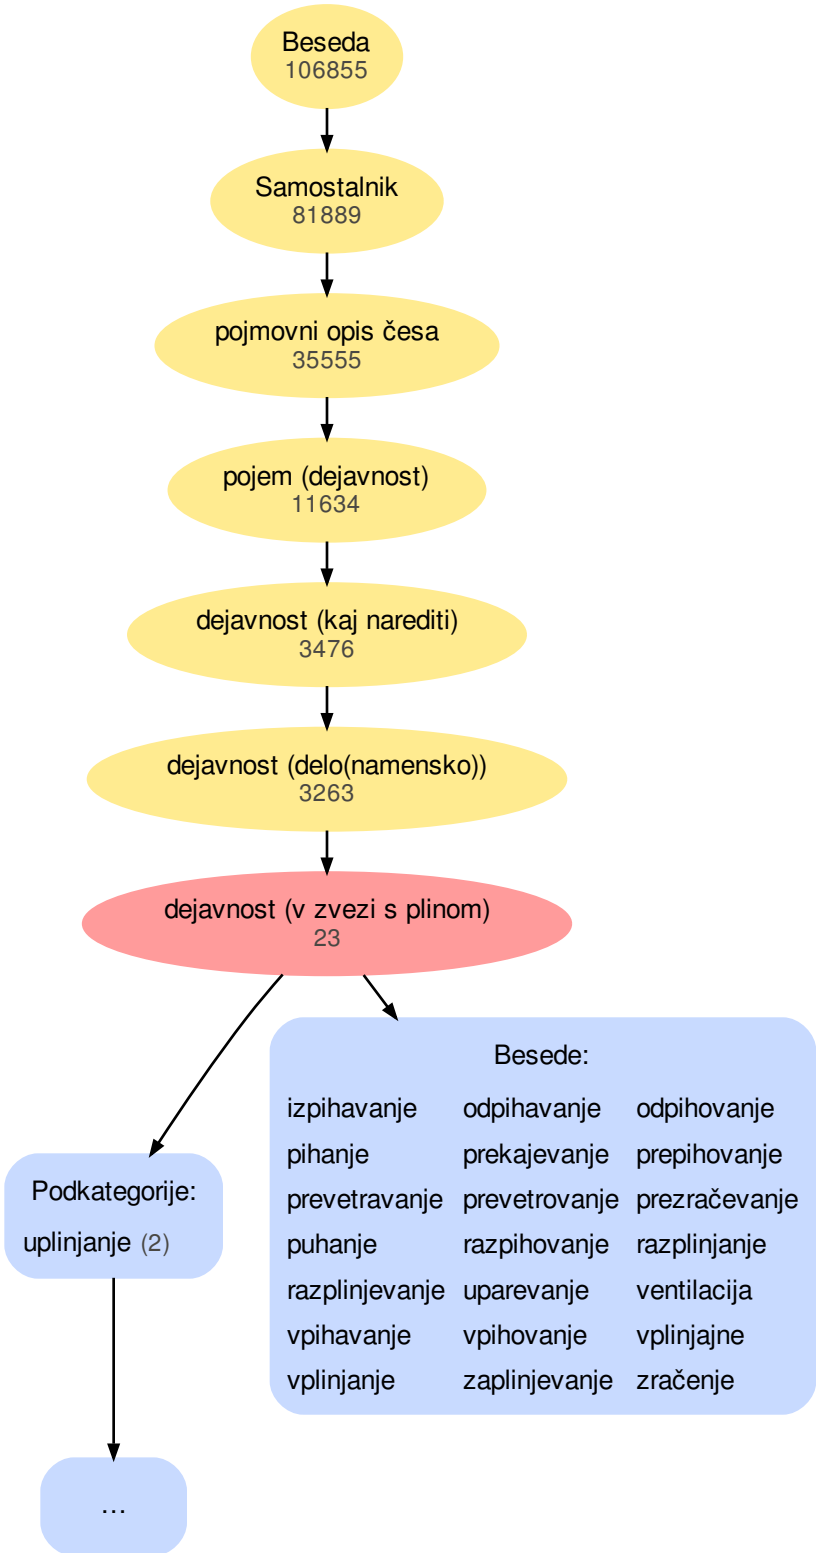 Beseda
106855
Samostalnik
81889
pojmovni opis česa
35555
pojem (dejavnost)
11634
dejavnost (kaj narediti)
3476
dejavnost (delo(namensko))
3263
dejavnost (v zvezi s plinom)
23
Besede:
izpihavanje odpihavanje odpihovanje
pihanje prekajevanje prepihovanje
prevetravanje prevetrovanje prezračevanje
puhanje razpihovanje razplinjanje
razplinjevanje uparevanje ventilacija
vpihavanje vpihovanje vplinjajne
vplinjanje zaplinjevanje zračenje
Podkategorije:
uplinjanje (2)
...